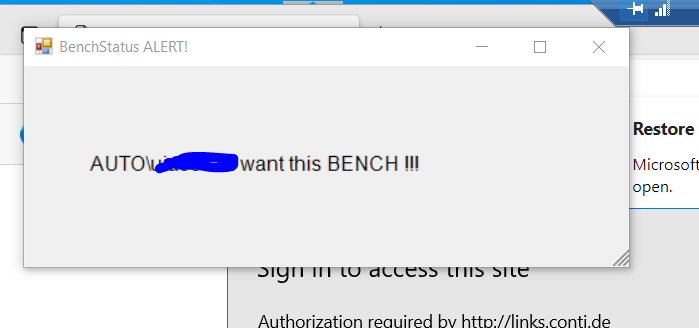 BenchStatus ALERT!
AUTO\ want this BENCH !!!
Restore
Microsoft
open.
Sign in to access this site
Authorization required by http://links.conti.de